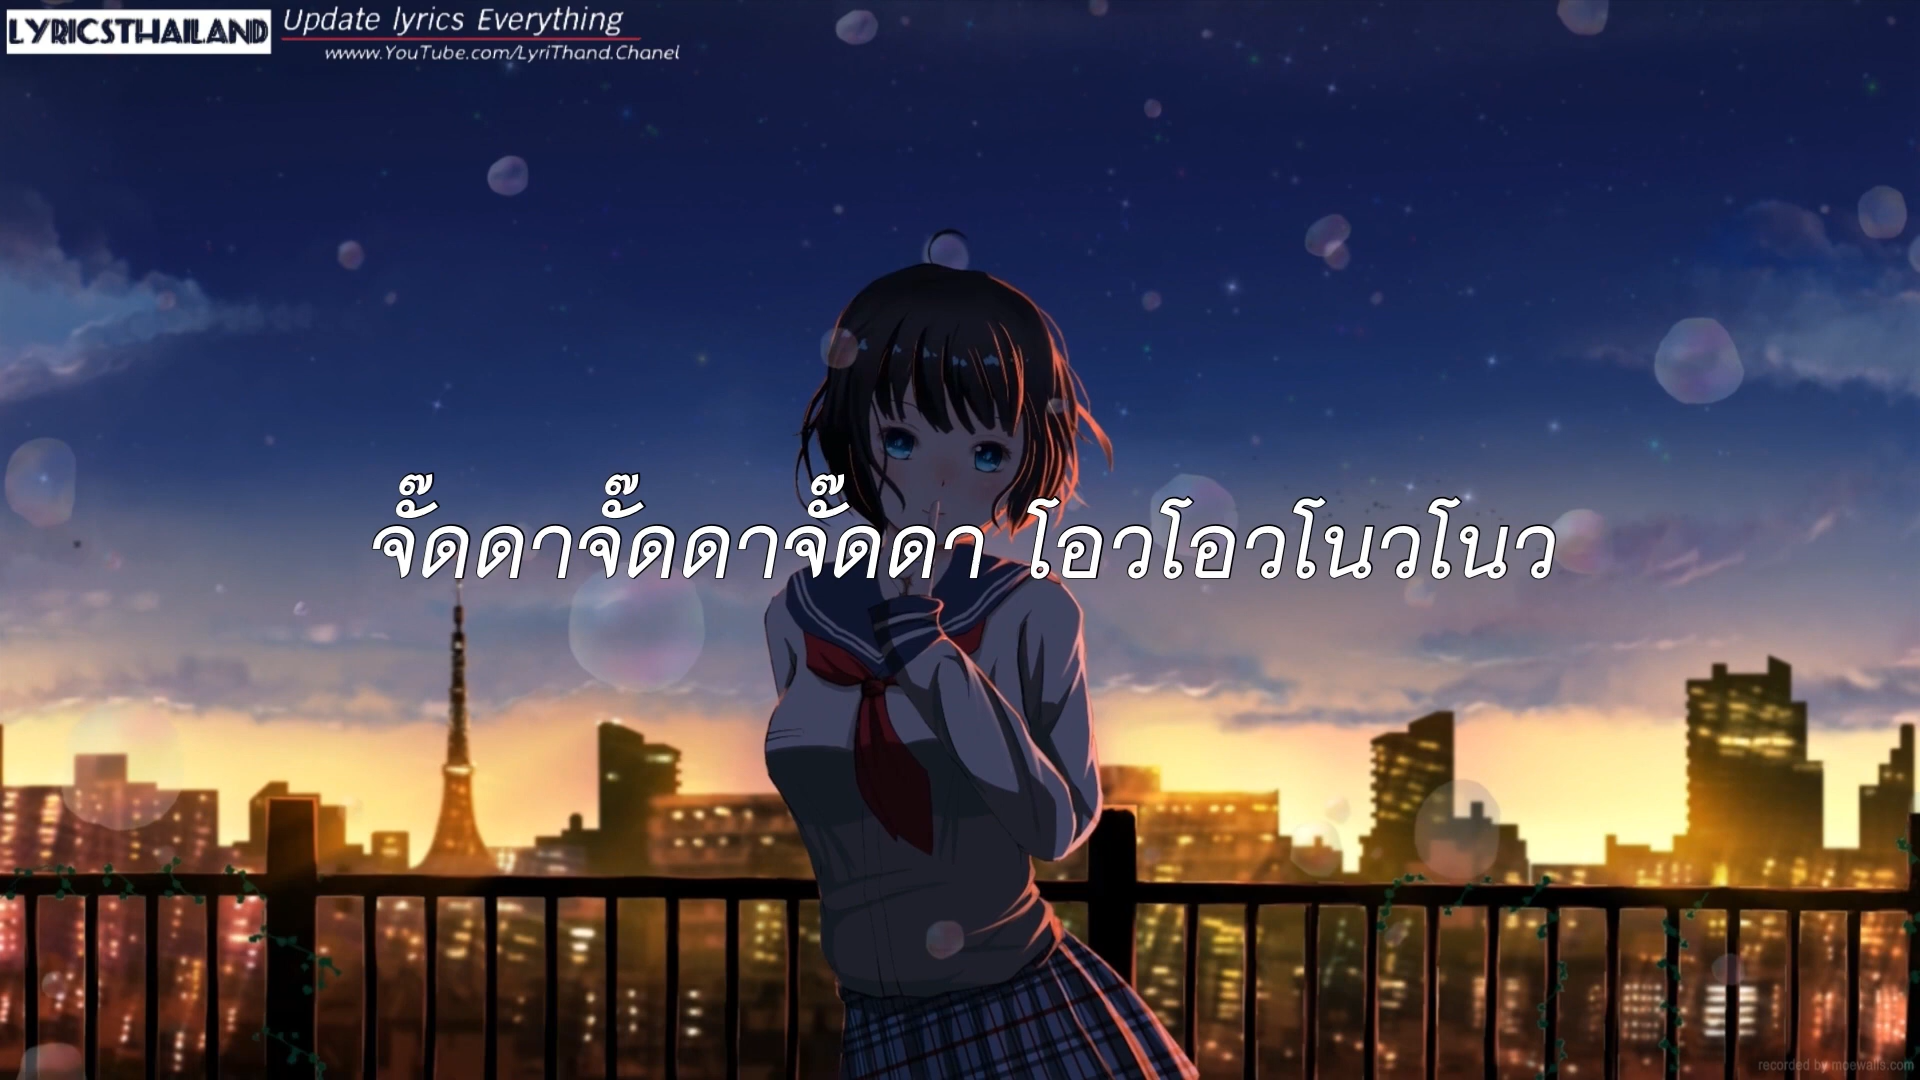 LYRICSTHAILAND
Update lyrics Everything
www.YouTube.com/LyriThand.Chanel
จั๊ดดาจั๊ดดาจั๊ดดา โอวโอวโนวโนว
recorded by moewalls.com